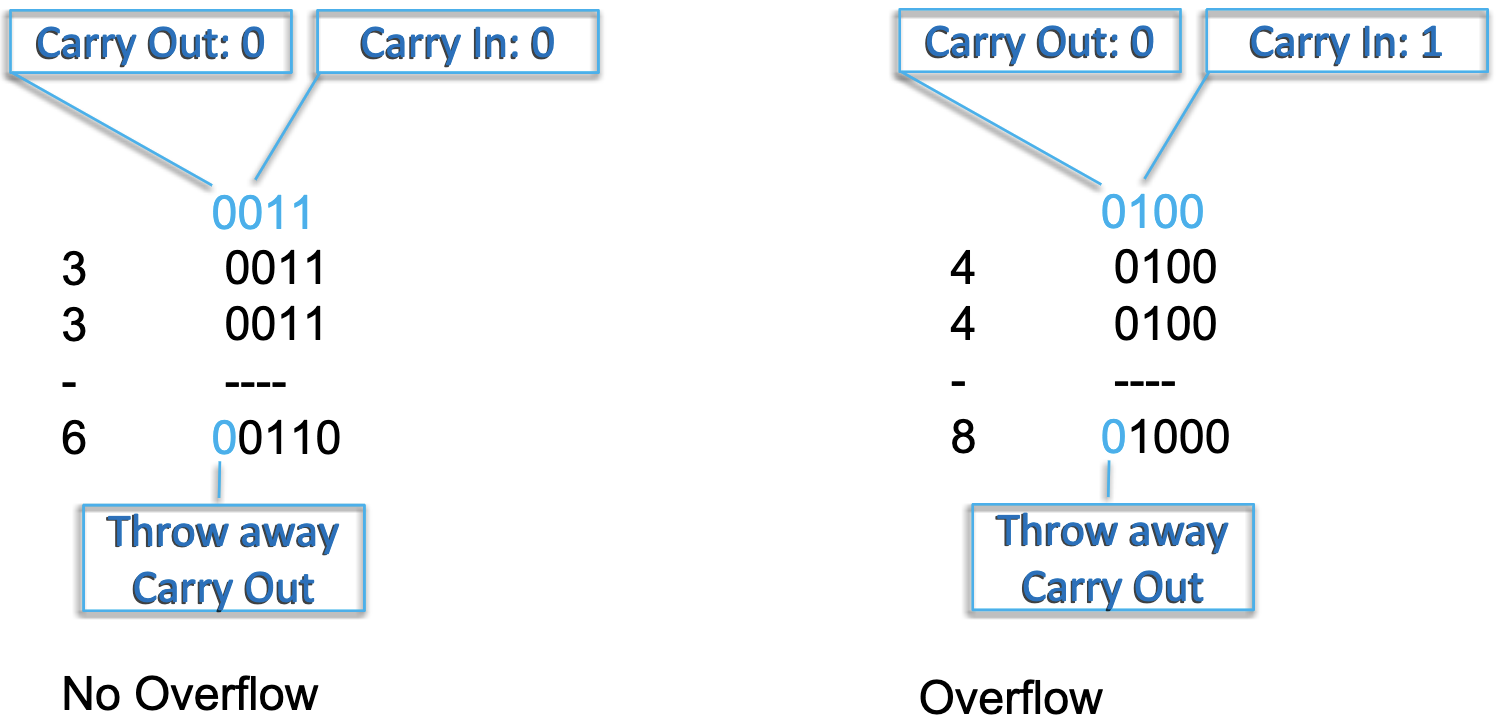 Carry Out: 0
Carry In: 0
0011
3 0011
3 0011
- ----
6 00110
Throw away
Carry Out
No Overflow
Carry Out: 0
Carry In: 1
0100
4 0100
4 0100
- ----
8 01000
Throw away
Carry Out
Overflow